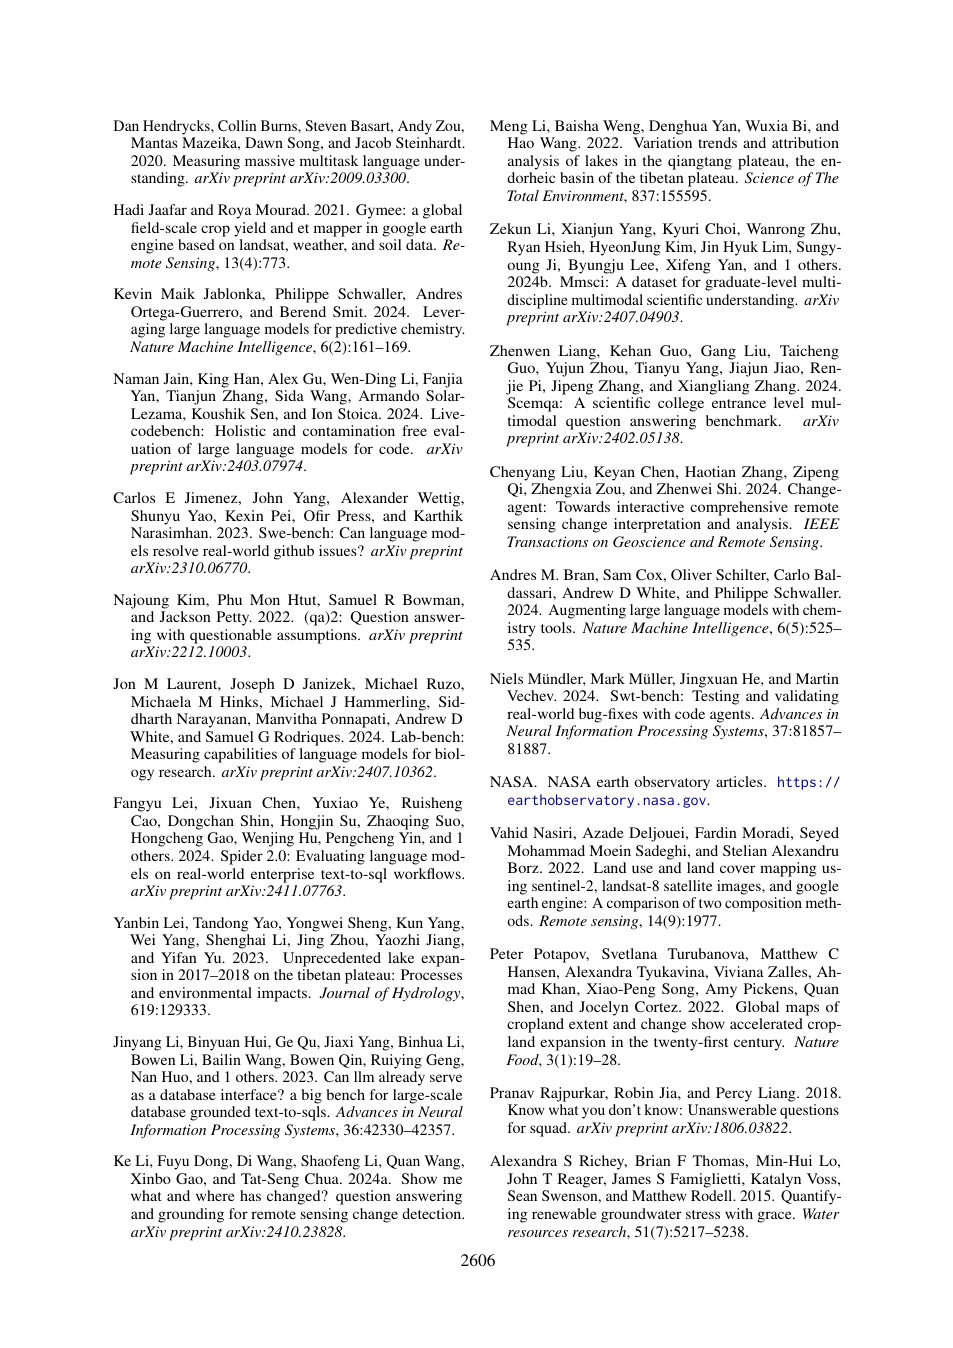 Dan Hendrycks, Collin Burns, Steven Basart, Andy Zou,
Mantas Mazeika, Dawn Song, and Jacob Steinhardt.
2020. Measuring massive multitask language under-
standing. arXiv preprint arXiv:2009.03300.
Hadi Jaafar and Roya Mourad. 2021. Gymee: a global
field-scale crop yield and et mapper in google earth
engine based on landsat, weather, and soil data. Re-
mote Sensing, 13(4):773.
Kevin Maik Jablonka, Philippe Schwaller, Andres
Ortega-Guerrero, and Berend Smit. 2024. Lever-
aging large language models for predictive chemistry.
Nature Machine Intelligence, 6(2):161–169.
Naman Jain, King Han, Alex Gu, Wen-Ding Li, Fanjia
Yan, Tianjun Zhang, Sida Wang, Armando Solar-
Lezama, Koushik Sen, and Ion Stoica. 2024. Live-
codebench: Holistic and contamination free eval-
uation of large language models for code. arXiv
preprint arXiv:2403.07974.
Carlos E Jimenez, John Yang, Alexander Wettig,
Shunyu Yao, Kexin Pei, Ofir Press, and Karthik
Narasimhan. 2023. Swe-bench: Can language mod-
els resolve real-world github issues? arXiv preprint
arXiv:2310.06770.
Najoung Kim, Phu Mon Htut, Samuel R Bowman,
and Jackson Petty. 2022. (qa)2: Question answer-
ing with questionable assumptions. arXiv preprint
arXiv:2212.10003.
Jon M Laurent, Joseph D Janizek, Michael Ruzo,
Michaela M Hinks, Michael J Hammerling, Sid-
dharth Narayanan, Manvitha Ponnapati, Andrew D
White, and Samuel G Rodriques. 2024. Lab-bench:
Measuring capabilities of language models for biol-
ogy research. arXiv preprint arXiv:2407.10362.
Fangyu Lei, Jixuan Chen, Yuxiao Ye, Ruisheng
Cao, Dongchan Shin, Hongjin Su, Zhaoqing Suo,
Hongcheng Gao, Wenjing Hu, Pengcheng Yin, and 1
others. 2024. Spider 2.0: Evaluating language mod-
els on real-world enterprise text-to-sql workflows.
arXiv preprint arXiv:2411.07763.
Yanbin Lei, Tandong Yao, Yongwei Sheng, Kun Yang,
Wei Yang, Shenghai Li, Jing Zhou, Yaozhi Jiang,
and Yifan Yu. 2023. Unprecedented lake expan-
sion in 2017–2018 on the tibetan plateau: Processes
and environmental impacts. Journal of Hydrology,
619:129333.
Jinyang Li, Binyuan Hui, Ge Qu, Jiaxi Yang, Binhua Li,
Bowen Li, Bailin Wang, Bowen Qin, Ruiying Geng,
Nan Huo, and 1 others. 2023. Can llm already serve
as a database interface? a big bench for large-scale
database grounded text-to-sqls. Advances in Neural
Information Processing Systems, 36:42330–42357.
Ke Li, Fuyu Dong, Di Wang, Shaofeng Li, Quan Wang,
Xinbo Gao, and Tat-Seng Chua. 2024a. Show me
what and where has changed? question answering
and grounding for remote sensing change detection.
arXiv preprint arXiv:2410.23828.
Meng Li, Baisha Weng, Denghua Yan, Wuxia Bi, and
Hao Wang. 2022. Variation trends and attribution
analysis of lakes in the qiangtang plateau, the en-
dorheic basin of the tibetan plateau. Science of The
Total Environment, 837:155595.
Zekun Li, Xianjun Yang, Kyuri Choi, Wanrong Zhu,
Ryan Hsieh, HyeonJung Kim, Jin Hyuk Lim, Sungy-
oung Ji, Byungju Lee, Xifeng Yan, and 1 others.
2024b. Mmsci: A dataset for graduate-level multi-
discipline multimodal scientific understanding. arXiv
preprint arXiv:2407.04903.
Zhenwen Liang, Kehan Guo, Gang Liu, Taicheng
Guo, Yujun Zhou, Tianyu Yang, Jiajun Jiao, Ren-
jie Pi, Jipeng Zhang, and Xiangliang Zhang. 2024.
Scemqa: A scientific college entrance level mul-
timodal question answering benchmark. arXiv
preprint arXiv:2402.05138.
Chenyang Liu, Keyan Chen, Haotian Zhang, Zipeng
Qi, Zhengxia Zou, and Zhenwei Shi. 2024. Change-
agent: Towards interactive comprehensive remote
sensing change interpretation and analysis. IEEE
Transactions on Geoscience and Remote Sensing.
Andres M. Bran, Sam Cox, Oliver Schilter, Carlo Bal-
dassari, Andrew D White, and Philippe Schwaller.
2024. Augmenting large language models with chem-
istry tools. Nature Machine Intelligence, 6(5):525–
535.
Niels Mündler, Mark Müller, Jingxuan He, and Martin
Vechev. 2024. Swt-bench: Testing and validating
real-world bug-fixes with code agents. Advances in
Neural Information Processing Systems, 37:81857–
81887.
NASA. NASA earth observatory articles. https://
earthobservatory.nasa.gov.
Vahid Nasiri, Azade Deljouei, Fardin Moradi, Seyed
Mohammad Moein Sadeghi, and Stelian Alexandru
Borz. 2022. Land use and land cover mapping us-
ing sentinel-2, landsat-8 satellite images, and google
earth engine: A comparison of two composition meth-
ods. Remote sensing, 14(9):1977.
Peter Potapov, Svetlana Turubanova, Matthew C
Hansen, Alexandra Tyukavina, Viviana Zalles, Ah-
mad Khan, Xiao-Peng Song, Amy Pickens, Quan
Shen, and Jocelyn Cortez. 2022. Global maps of
cropland extent and change show accelerated crop-
land expansion in the twenty-first century. Nature
Food, 3(1):19–28.
Pranav Rajpurkar, Robin Jia, and Percy Liang. 2018.
Know what you don't know: Unanswerable questions
for squad. arXiv preprint arXiv:1806.03822.
Alexandra S Richey, Brian F Thomas, Min-Hui Lo,
John T Reager, James S Famiglietti, Katalyn Voss,
Sean Swenson, and Matthew Rodell. 2015. Quantify-
ing renewable groundwater stress with grace. Water
resources research, 51(7):5217–5238.
2606